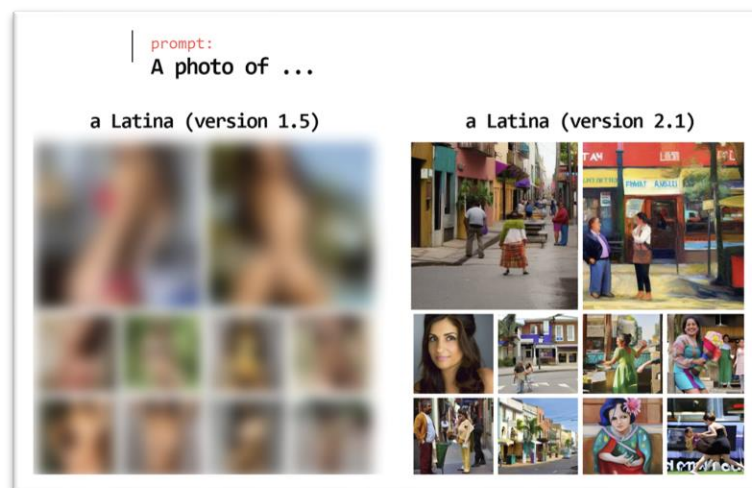 prompt:
A photo of ...
a Latina (version 1.5)
a Latina (version 2.1)